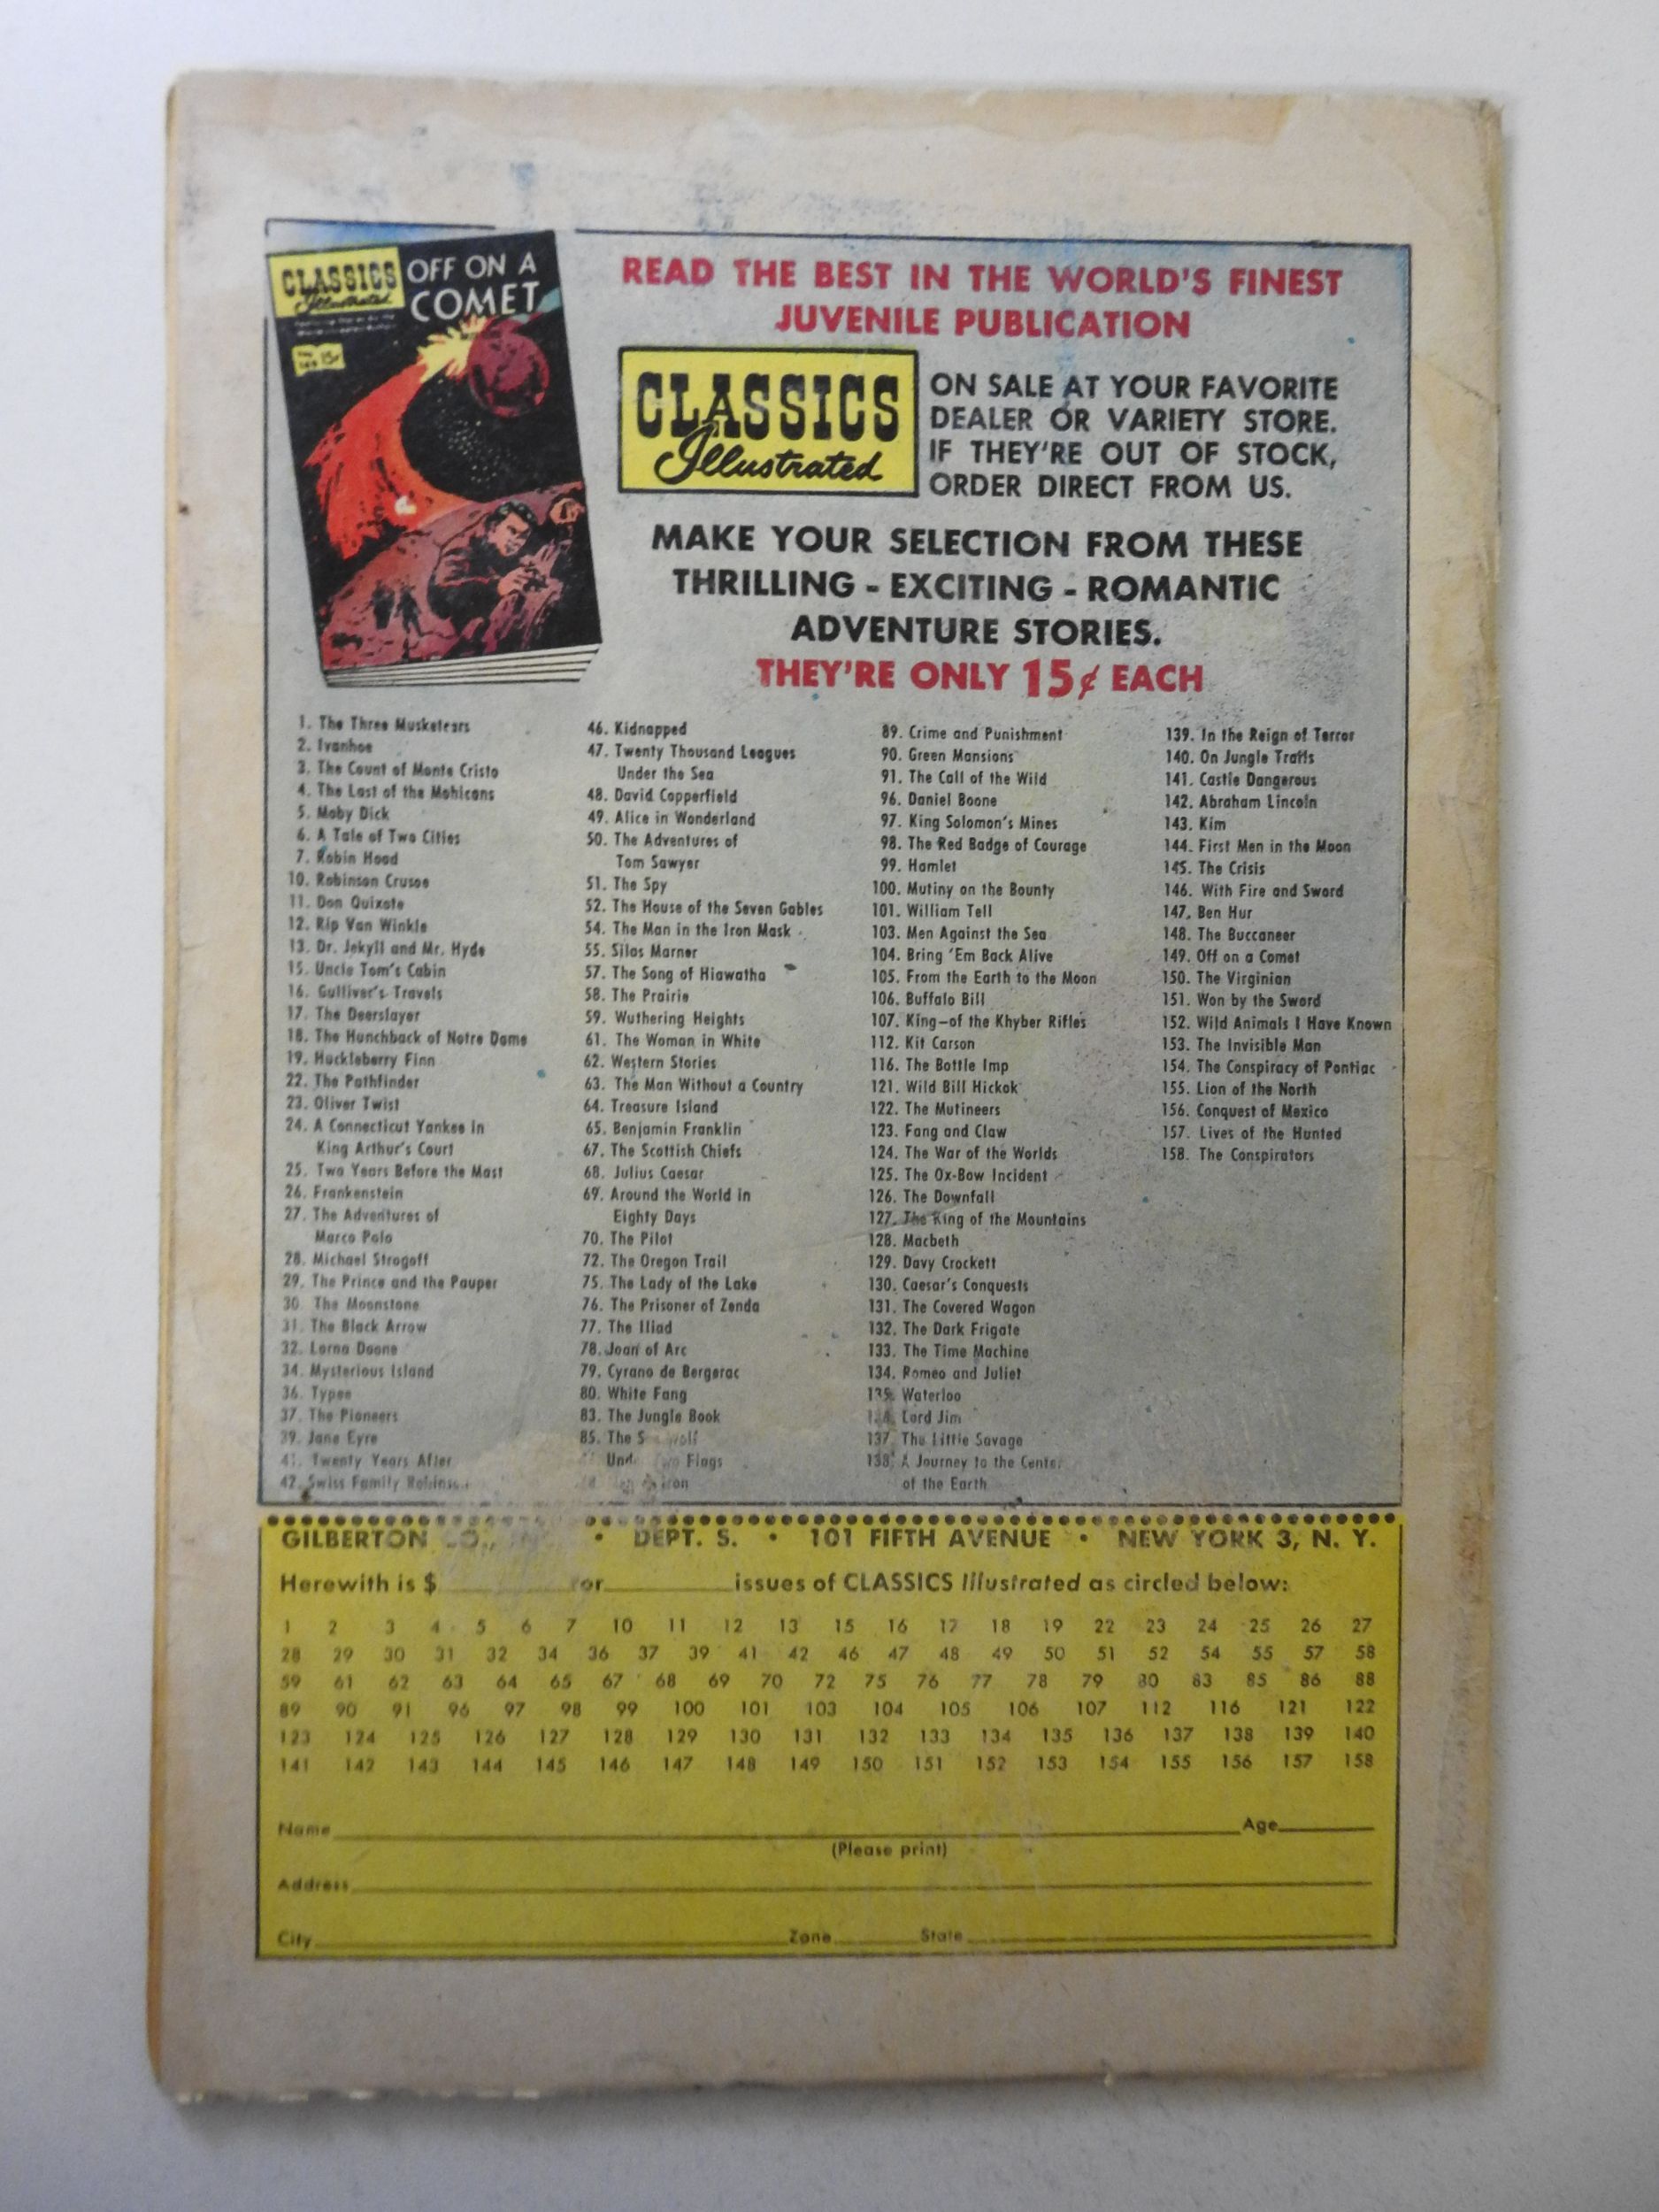 CLASSICS
Illustrated
OFF ON A
COMET
15¢
READ THE BEST IN THE WORLD'S FINEST
JUVENILE PUBLICATION
CLASSICS
Illustrated
ON SALE AT YOUR FAVORITE
DEALER OR VARIETY STORE.
IF THEY'RE OUT OF STOCK,
ORDER DIRECT FROM US.
MAKE YOUR SELECTION FROM THESE
THRILLING - EXCITING - ROMANTIC
ADVENTURE STORIES.
THEY'RE ONLY 15¢ EACH
1. The Three Musketears
2. Ivanhoe
3. The Count of Monte Cristo
4. The Last of the Mohicans
5. Moby Dick
6. A Tale of Two Cities
7. Robin Hood
10. Robinson Crusoe
11. Don Quixote
12. Rip Van Winkle
13. Dr. Jekyll and Mr. Hyde
15. Uncle Tom's Cabin
16. Gulliver's Travels
17. The Deerslayer
18. The Hunchback of Notre Dame
19. Huckleberry Finn
22. The Pathfinder
23. Oliver Twist
24. A Connecticut Yankee in
King Arthur's Court
25. Two Years Before the Mast
26. Frankenstein
27. The Adventures of
Marco Polo
28. Michael Strogoff
29. The Prince and the Pauper
30. The Moonstone
31. The Black Arrow
32. Lorna Doone
34. Mysterious Island
36. Typee
37. The Pioneers
39. Jane Eyre
41. Twenty Years After
42. Swiss Family Robinson
46. Kidnapped
47. Twenty Thousand Leagues
Under the Sea
48. David Copperfield
49. Alice in Wonderland
50. The Adventures of
Tom Sawyer
51. The Spy
52. The House of the Seven Gables
54. The Man in the Iron Mask
55. Silas Marner
57. The Song of Hiawatha
58. The Prairie
59. Wuthering Heights
61. The Woman in White
62. Western Stories
63. The Man Without a Country
64. Treasure Island
65. Benjamin Franklin
67. The Scottish Chiefs
68. Julius Caesar
69. Around the World in
Eighty Days
70. The Pilot
72. The Oregon Trail
75. The Lady of the Lake
76. The Prisoner of Zenda
77. The Iliad
78. Joan of Arc
79. Cyrano de Bergerac
80. White Fang
83. The Jungle Book
85. The
Flags
89. Crime and Punishment
90. Green Mansions
91. The Call of the Wild
96. Daniel Boone
97. King Solomon's Mines
98. The Red Badge of Courage
99. Hamlet
100. Mutiny on the Bounty
101. William Tell
103. Men Against the Sea
104. Bring 'Em Back Alive
105. From the Earth to the Moon
106. Buffalo Bill
107. King—of the Khyber Rifles
112. Kit Carson
116. The Bottle Imp
121. Wild Bill Hickok
122. The Mutineers
123. Fang and Claw
124. The War of the Worlds
125. The Ox-Bow Incident
126. The Downfall
127. The King of the Mountains
128. Macbeth
129. Davy Crockett
130. Caesar's Conquests
131. The Covered Wagon
132. The Dark Frigate
133. The Time Machine
134. Romeo and Juliet
135. Waterloo
Lord Jim
137. The Little Savage
138. A Journey to the Center
of the Earth
139. In the Reign of Terror
140. On Jungle Trails
141. Castle Dangerous
142. Abraham Lincoln
143. Kim
144. First Men in the Moon
145. The Crisis
146. With Fire and Sword
147. Ben Hur
148. The Buccaneer
149. Off on a Comet
150. The Virginian
151. Won by the Sword
152. Wild Animals I Have Known
153. The Invisible Man
154. The Conspiracy of Pontiac
155. Lion of the North
156. Conquest of Mexico
157. Lives of the Hunted
158. The Conspirators
GILBERTON CO., • DEPT. S. • 101 FIFTH AVENUE • NEW YORK 3, N. Y.
Herewith is $ for issues of CLASSICS Illustrated as circled below:
1 2 3 4 5 6 7 10 11 12 13 15 16 17 18 19 22 23 24 25 26 27
28 29 30 31 32 34 36 37 39 41 42 46 47 48 49 50 51 52 54 55 57 58
59 61 62 63 64 65 67 68 69 70 72 75 76 77 78 79 80 83 85 86 88
89 90 91 96 97 98 99 100 101 103 104 105 106 107 112 116 121 122
123 124 125 126 127 128 129 130 131 132 133 134 135 136 137 138 139 140
141 142 143 144 145 146 147 148 149 150 151 152 153 154 155 156 157 158
Name Age
(Please print)
Address
City Zone State